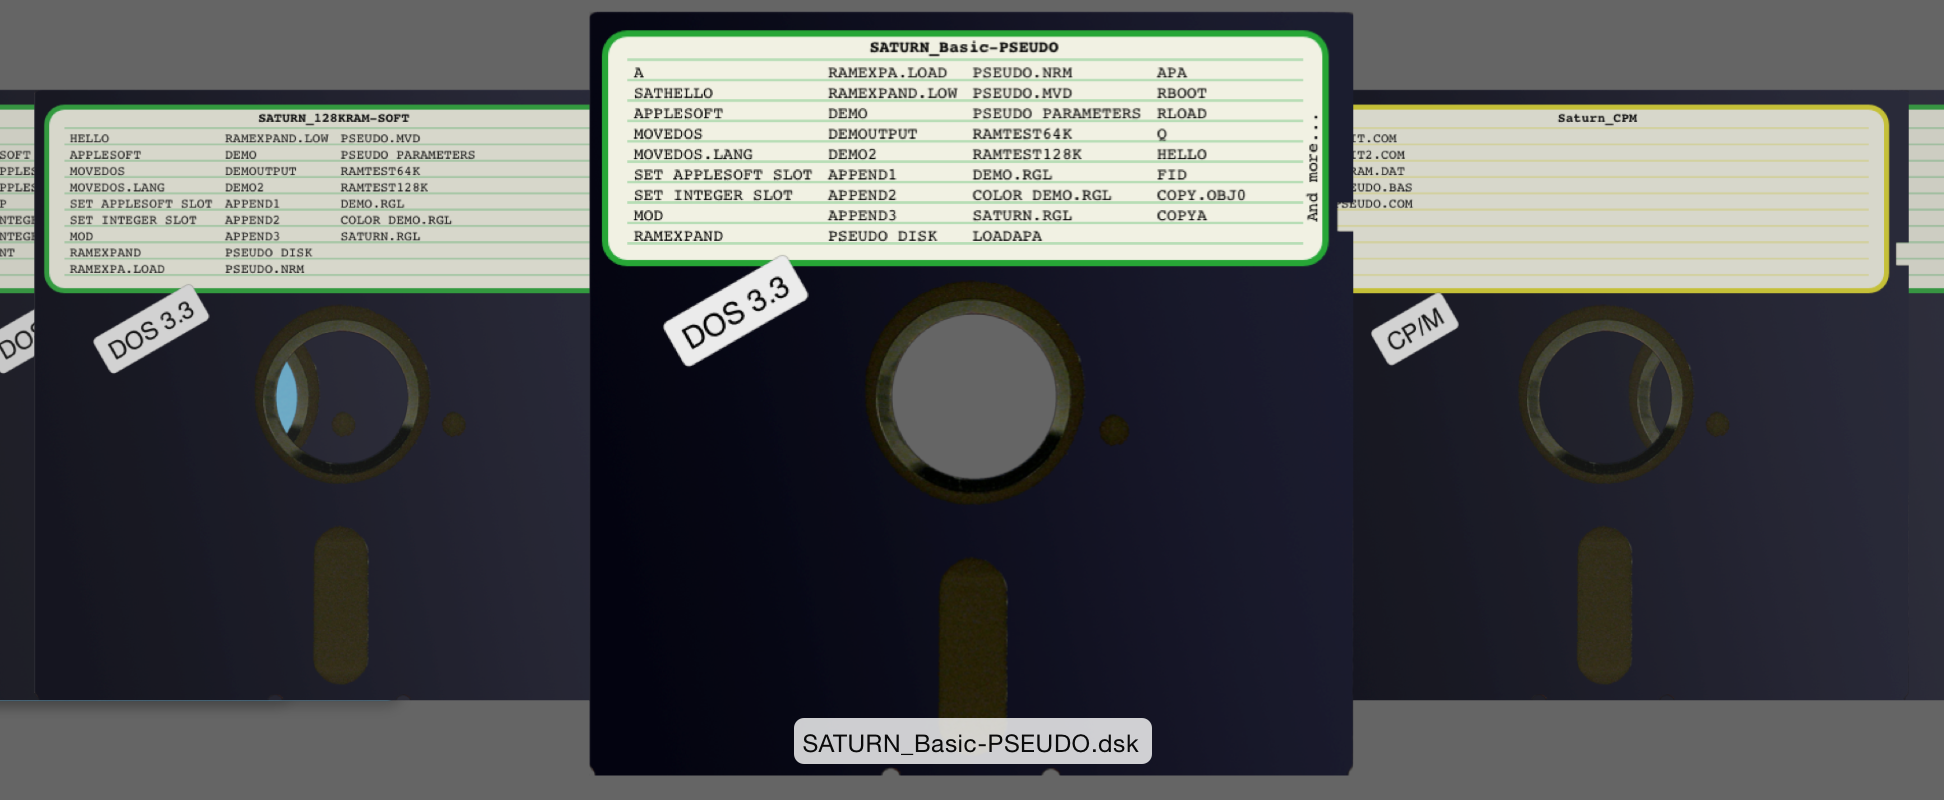 SATURN_Basic-PSEUDO
A RAMEXPA.LOAD PSEUDO.NRM APA
SATHELLO RAMEXPAND.LOW PSEUDO.MVD RBOOT
APPLESOFT DEMO PSEUDO PARAMETERS RLOAD
MOVEDOS DEMOUTPUT RAMTEST64K Q
MOVEDOS.LANG DEMO2 RAMTEST128K HELLO
SET APPLESOFT SLOT APPEND1 DEMO.RGL FID
SET INTEGER SLOT APPEND2 COLOR DEMO.RGL COPY.OBJ0
MOD APPEND3 SATURN.RGL COPYA
RAMEXPAND PSEUDO DISK LOADAPA
And more...
DOS 3.3
SATURN_Basic-PSEUDO.dsk
SATURN_128KRAM-SOFT
HELLO RAMEXPAND.LOW PSEUDO.MVD
APPLESOFT DEMO PSEUDO PARAMETERS
MOVEDOS DEMOUTPUT RAMTEST64K
MOVEDOS.LANG DEMO2 RAMTEST128K
SET APPLESOFT SLOT APPEND1 DEMO.RGL
SET INTEGER SLOT APPEND2 COLOR DEMO.RGL
MOD APPEND3 SATURN.RGL
RAMEXPAND PSEUDO DISK
RAMEXPA.LOAD PSEUDO.NRM
DOS 3.3
Saturn_CPM
IT.COM
IT2.COM
RAM.DAT
EUDO.BAS
SEUDO.COM
CP/M
SOFT
PPLES
PPLES
P
NTEG
NTEG
NT
DOS